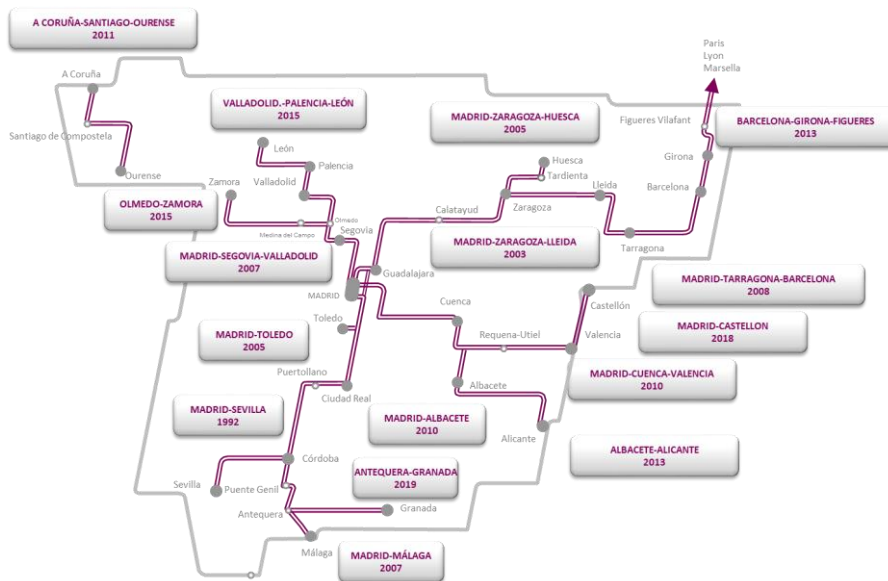 A CORUÑA-SANTIAGO-OURENSE
2011
Paris
Lyon
Marsella
A Coruña
VALLADOLID.-PALENCIA-LEÓN
2015
MADRID-ZARAGOZA-HUESCA
2005
Figueres Vilafant
BARCELONA-GIRONA-FIGUERES
2013
Santiago de Compostela
León
Palencia
Huesca
Tardienta
Girona
Ourense
Zamora
Valladolid
Lleida
Barcelona
OLMEDO-ZAMORA
2015
Zaragoza
Calatayud
Olmedo
Medina del Campo
Segovia
Tarragona
MADRID-SEGOVIA-VALLADOLID
2007
MADRID-ZARAGOZA-LLEIDA
2003
Guadalajara
MADRID-TARRAGONA-BARCELONA
2008
MADRID
Cuenca
Castellón
Toledo
MADRID-TOLEDO
2005
Requena-Utiel
Valencia
MADRID-CASTELLON
2018
Puertollano
Ciudad Real
Albacete
MADRID-CUENCA-VALENCIA
2010
MADRID-SEVILLA
1992
MADRID-ALBACETE
2010
Alicante
ALBACETE-ALICANTE
2013
Córdoba
Sevilla
Puente Genil
ANTEQUERA-GRANADA
2019
Antequera
Granada
Málaga
MADRID-MÁLAGA
2007